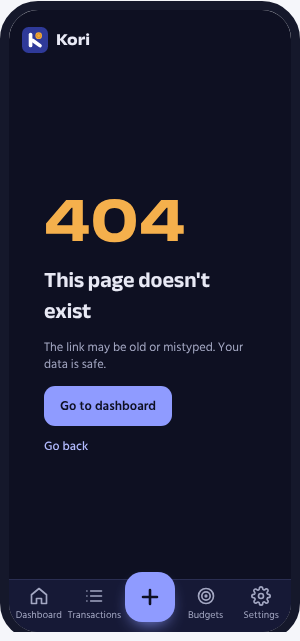 Kori
404
This page doesn't
exist
The link may be old or mistyped. Your
data is safe.
Go to dashboard
Go back
Dashboard
Transactions
Budgets
Settings